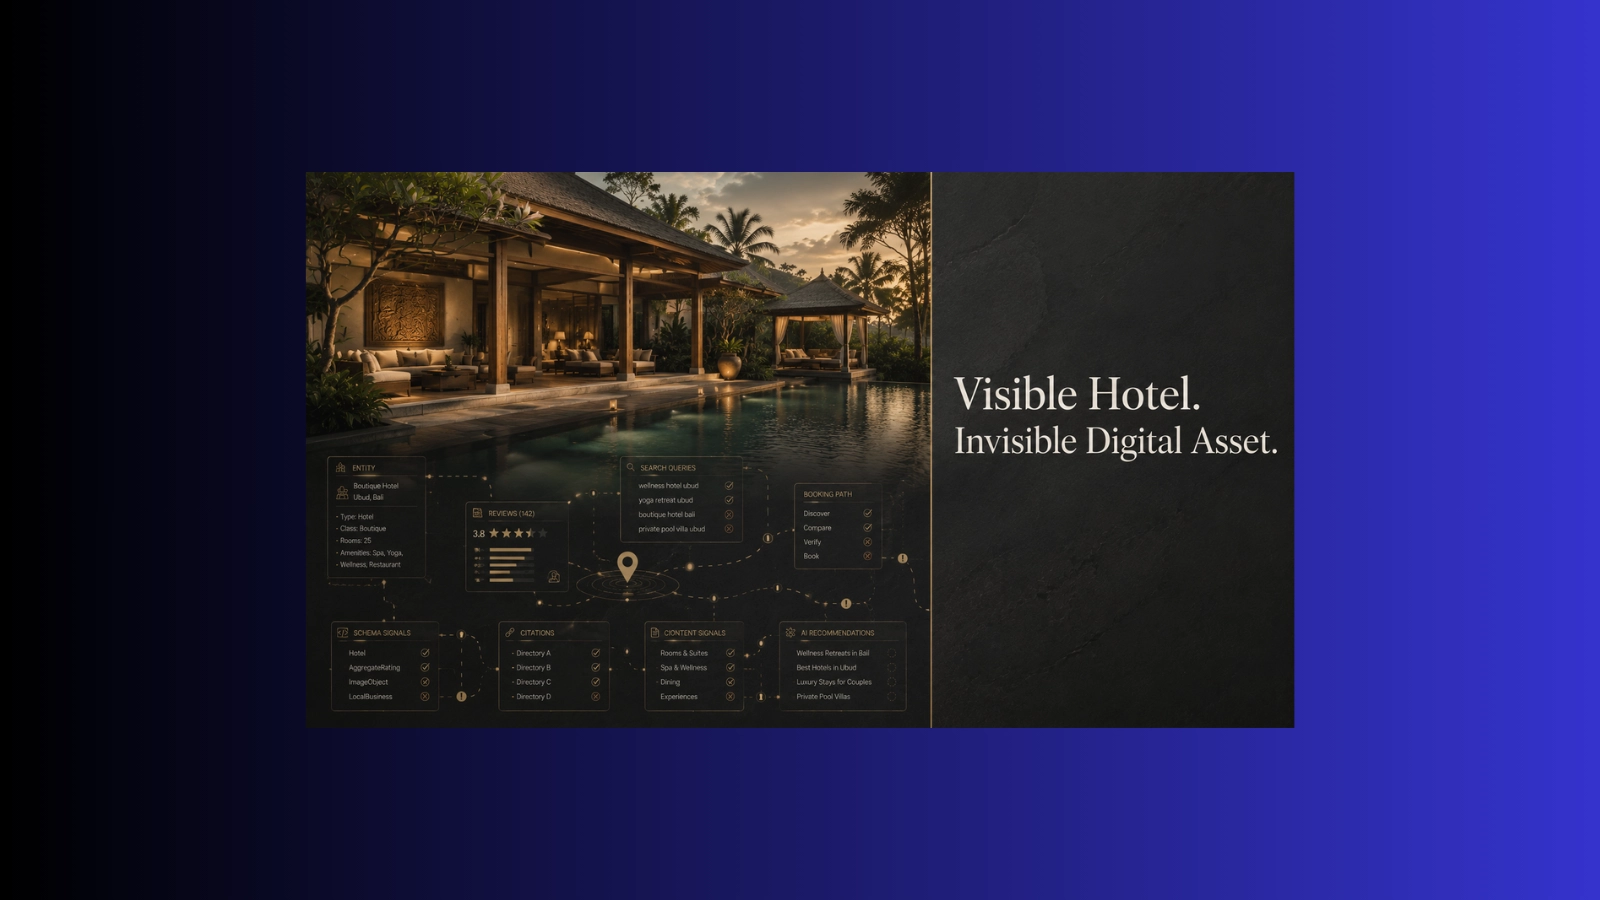 Visible Hotel.
Invisible Digital Asset.
ENTITY
Boutique Hotel
Ubud, Bali
- Type: Hotel
- Class: Boutique
- Rooms: 25
- Amenities: Spa, Yoga,
- Wellness, Restaurant
REVIEWS (142)
3.8
SEARCH QUERIES
wellness hotel ubud
yoga retreat ubud
boutique hotel bali
private pool villa ubud
BOOKING PATH
Discover
Compare
Verify
Book
SCHEMA SIGNALS
Hotel
AggregateRating
ImageObject
LocalBusiness
CITATIONS
- Directory A
- Directory B
- Directory C
- Directory D
CIONTENT SIGNALS
Rooms & Suites
Spa & Wellness
- Dining
Experiences
AI RECOMMENDATIONS
Wellness Retreats in Bali
Best Hotels in Ubud
Luxury Stays for Couples
Private Pool Villas